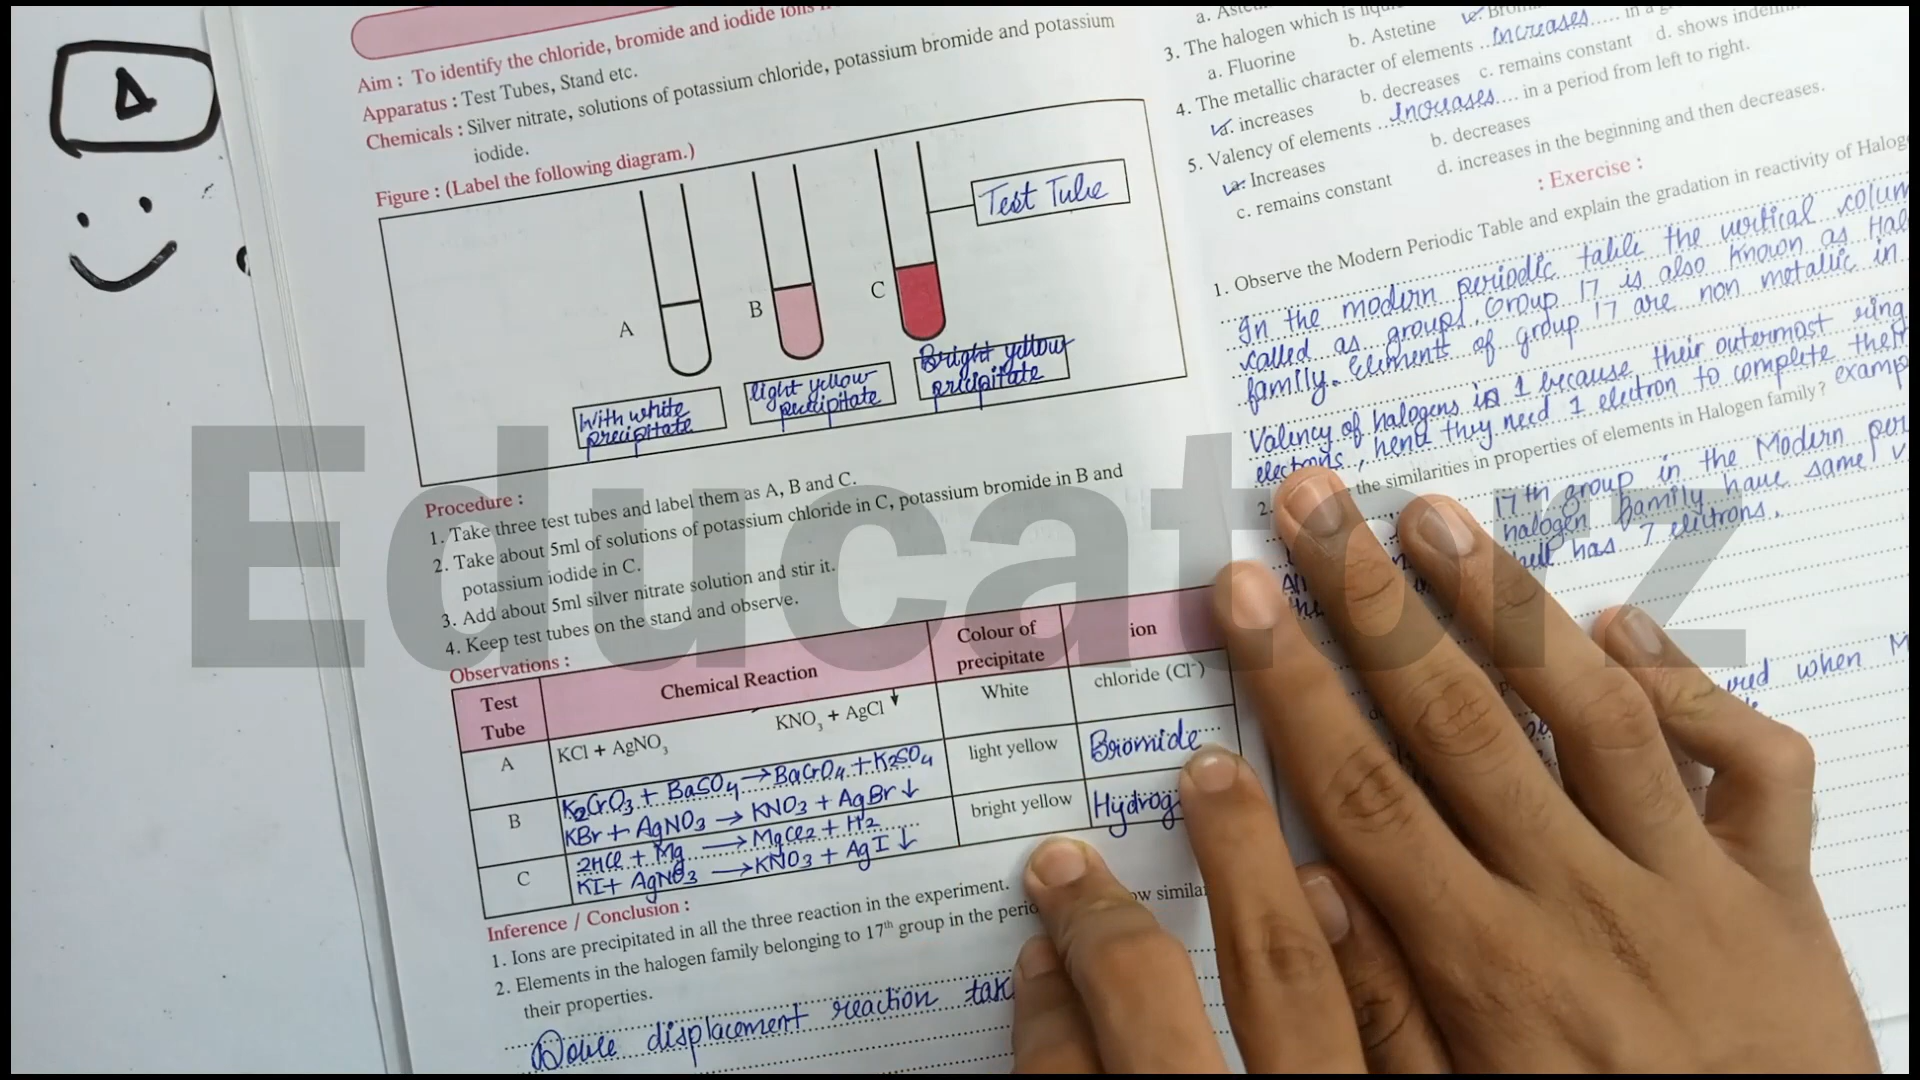 Aim : To identify the chloride, bromide and iodide ions
Apparatus : Test Tubes, Stand etc.
Chemicals : Silver nitrate, solutions of potassium chloride, potassium bromide and potassium
iodide.
Figure : (Label the following diagram.)
Test Tube
A
B
C
With white
precipitate
light yellow
precipitate
Bright yellow
precipitate
Procedure :
1. Take three test tubes and label them as A, B and C.
2. Take about 5ml of solutions of potassium chloride in C, potassium bromide in B and
potassium iodide in C.
3. Add about 5ml silver nitrate solution and stir it.
4. Keep test tubes on the stand and observe.
Observations :
Test
Tube
Chemical Reaction
Colour of
precipitate
ion
A
KCl + AgNO3 KNO3 + AgCl ↓
White
chloride (Cl⁻)
B
K2CrO3 + BaSO4 → BaCrO4 + K2SO4
KBr + AgNO3 → KNO3 + AgBr ↓
light yellow
Bromide
C
2HCl + Mg → MgCl2 + H2
KI + AgNO3 → KNO3 + AgI ↓
bright yellow
Hydrog
Inference / Conclusion :
1. Ions are precipitated in all the three reaction in the experiment.
2. Elements in the halogen family belonging to 17th group in the
their properties.
displacement reaction
3. The halogen which is
a. Fluorine
b. Astetine
4. The metallic character of elements ...Increases..... in a
a. increases
b. decreases
c. remains constant
d. shows
5. Valency of elements ...Increases.... in a period from left to right.
a. Increases
b. decreases
c. remains constant
d. increases in the beginning and then decreases.
: Exercise :
1. Observe the Modern Periodic Table and explain the gradation in reactivity of
In the modern periodic table the vertical
called as groups. Group 17 is also known as
family. Elements of group 17 are non metallic in
Valency of halogens is 1 because their outermost ring
electrons, they need 1 electron to complete their
2. the similarities in properties of elements in Halogen family?
17th group in the Modern
halogen family have same
has 7 electrons.
when
Educatorz